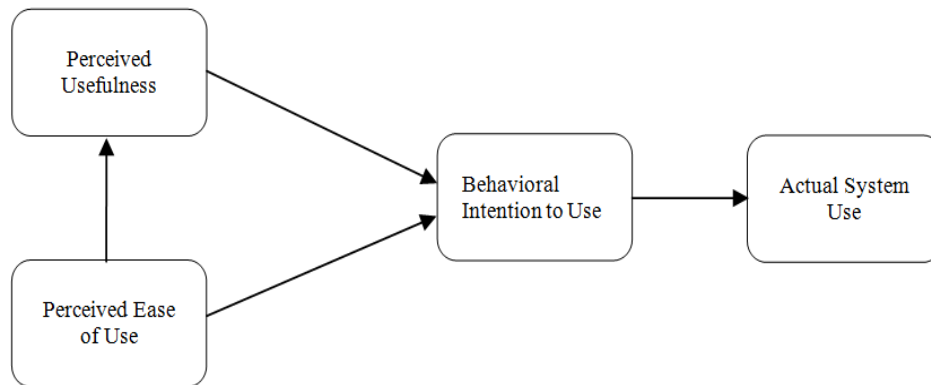 Perceived
Usefulness
Behavioral
Intention to Use
Actual System
Use
Perceived Ease
of Use